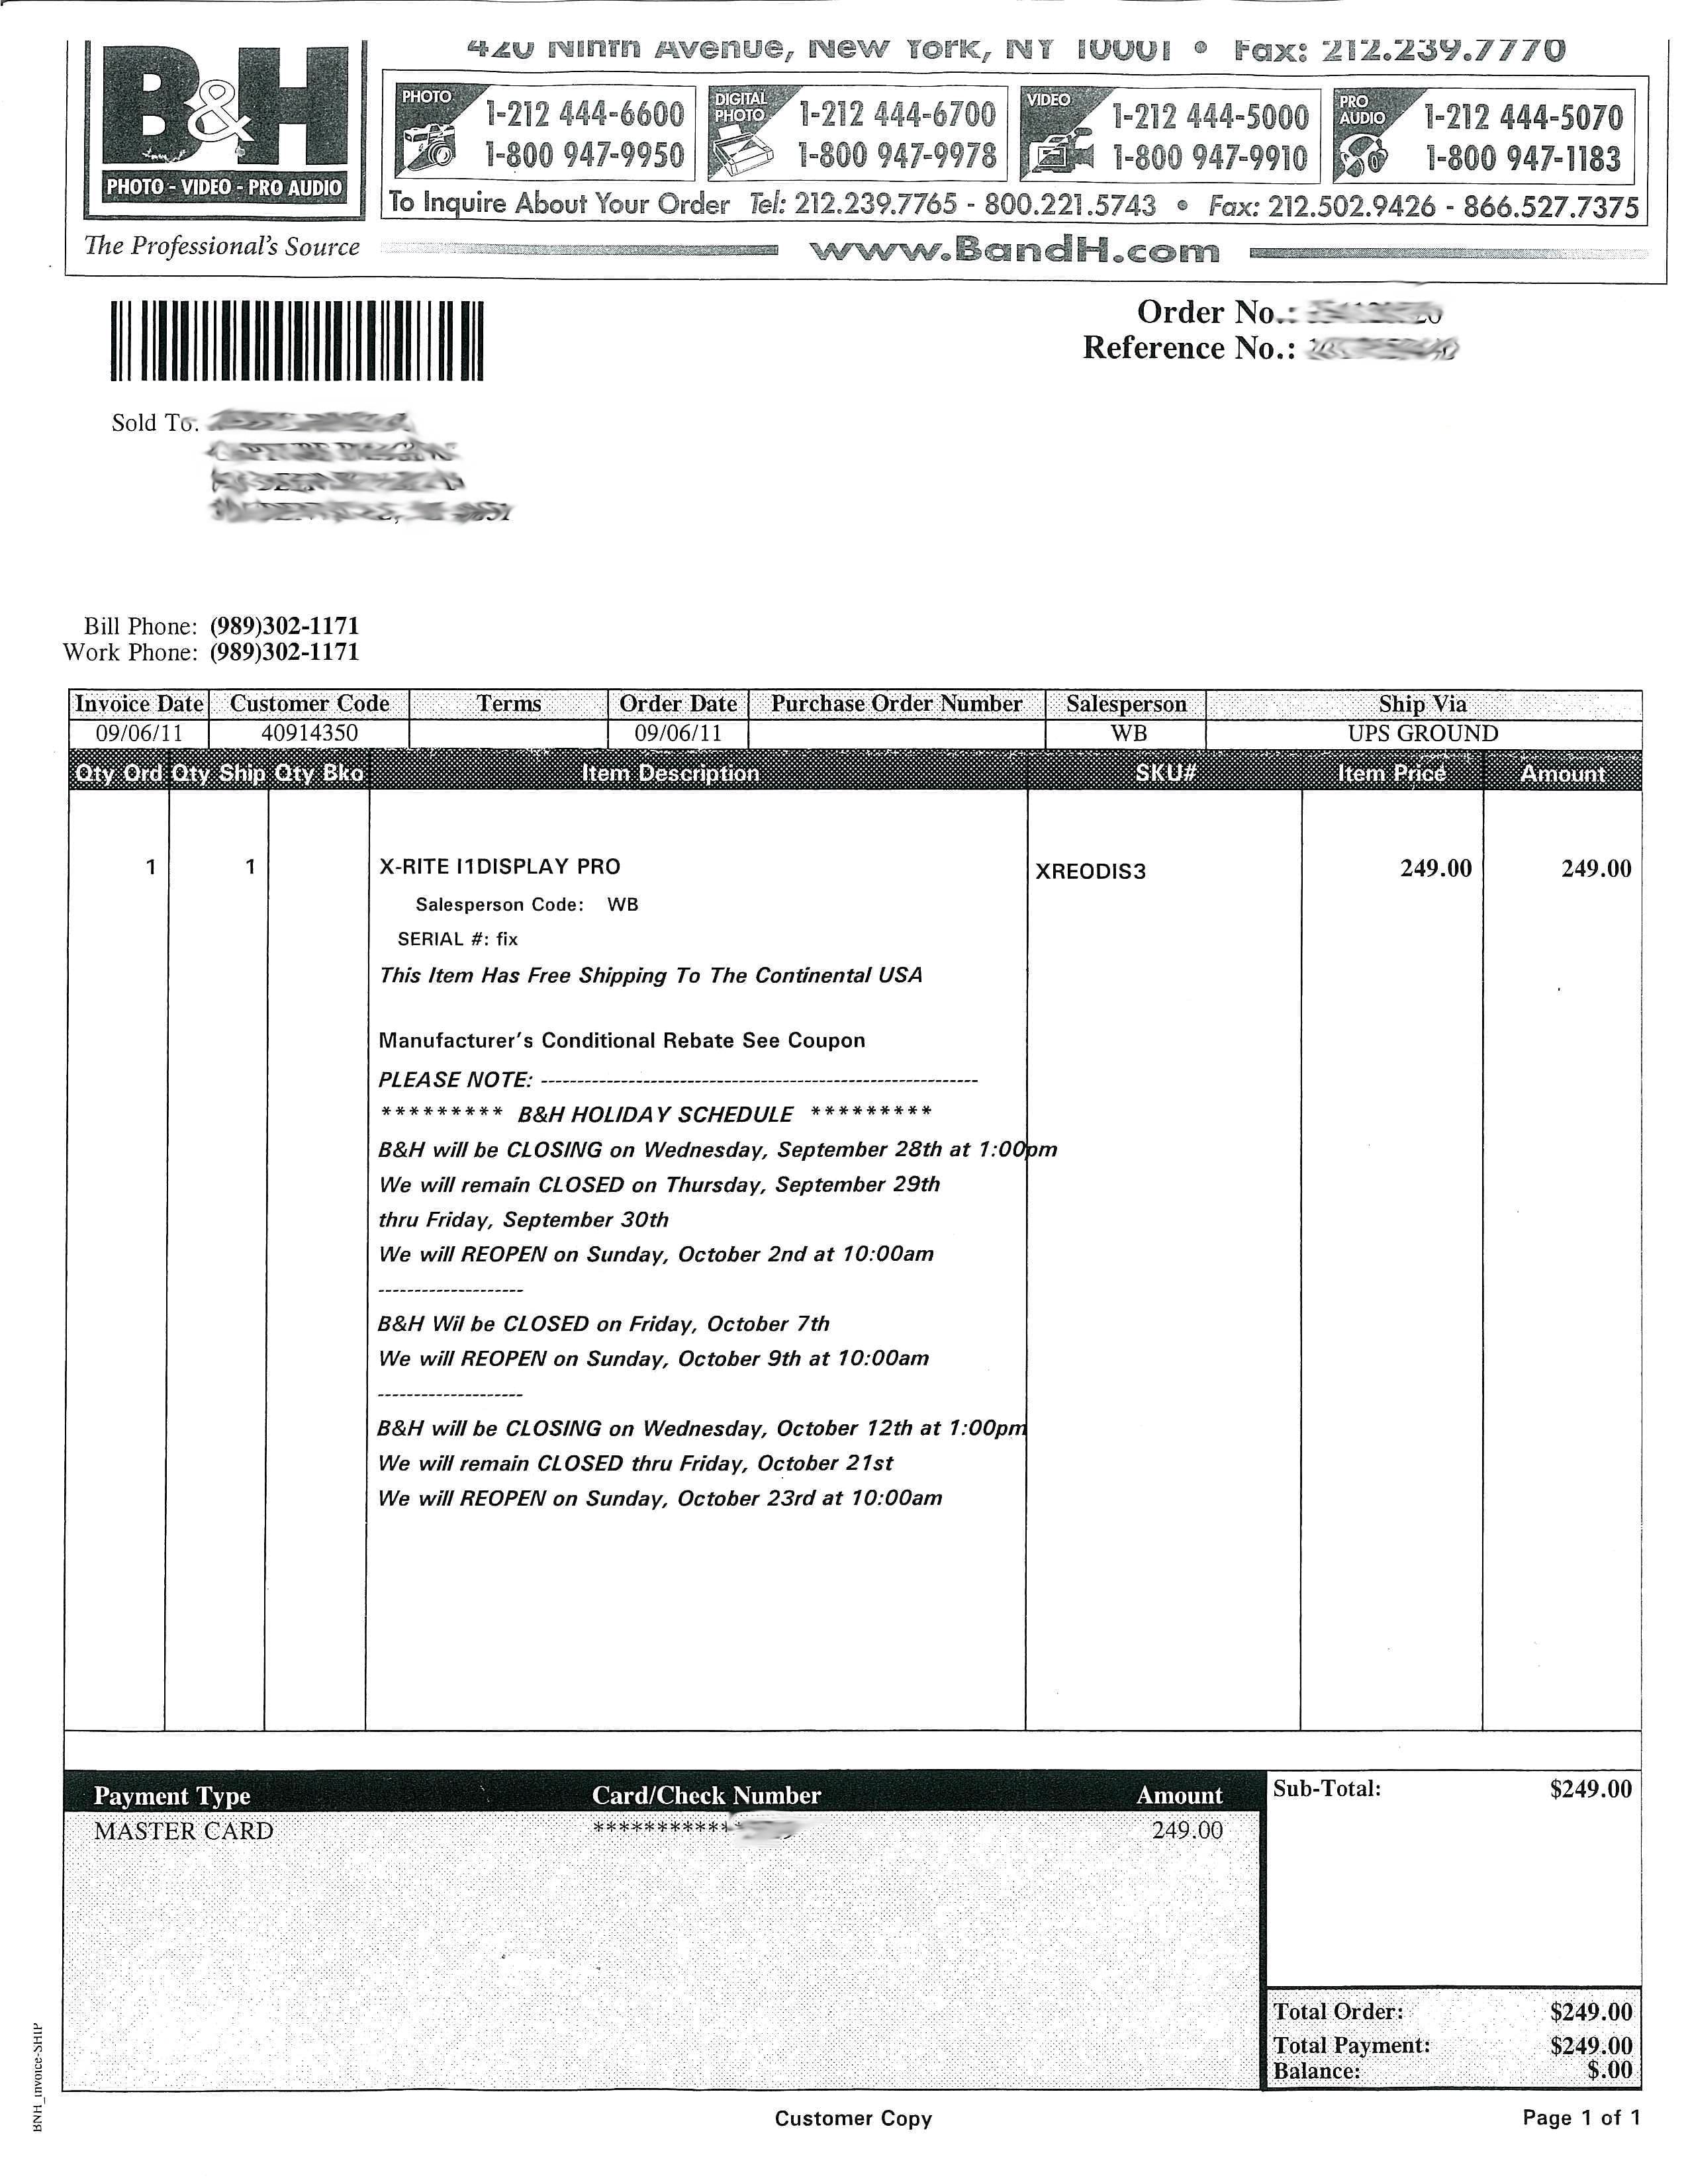 B&H
PHOTO - VIDEO - PRO AUDIO
The Professional's Source
420 Ninth Avenue, New York, NY 10001 • Fax: 212.239.7770
PHOTO
1-212 444-6600
1-800 947-9950
DIGITAL PHOTO
1-212 444-6700
1-800 947-9978
VIDEO
1-212 444-5000
1-800 947-9910
PRO AUDIO
1-212 444-5070
1-800 947-1183
To Inquire About Your Order Tel: 212.239.7765 - 800.221.5743 • Fax: 212.502.9426 - 866.527.7375
www.BandH.com
Order No.:
Reference No.:
Sold To:
Bill Phone: (989)302-1171
Work Phone: (989)302-1171
Invoice Date Customer Code Terms Order Date Purchase Order Number Salesperson Ship Via
09/06/11 40914350 09/06/11 WB UPS GROUND
Qty Ord Qty Ship Qty Bko Item Description SKU# Item Price Amount
1 1 X-RITE I1DISPLAY PRO XREODIS3 249.00 249.00
Salesperson Code: WB
SERIAL #: fix
This Item Has Free Shipping To The Continental USA
Manufacturer's Conditional Rebate See Coupon
PLEASE NOTE: ------------------------------------------------------------
********* B&H HOLIDAY SCHEDULE *********
B&H will be CLOSING on Wednesday, September 28th at 1:00pm
We will remain CLOSED on Thursday, September 29th
thru Friday, September 30th
We will REOPEN on Sunday, October 2nd at 10:00am
--------------------
B&H Wil be CLOSED on Friday, October 7th
We will REOPEN on Sunday, October 9th at 10:00am
--------------------
B&H will be CLOSING on Wednesday, October 12th at 1:00pm
We will remain CLOSED thru Friday, October 21st
We will REOPEN on Sunday, October 23rd at 10:00am
Payment Type Card/Check Number Amount
MASTER CARD ************ 249.00
Sub-Total: $249.00
Total Order: $249.00
Total Payment: $249.00
Balance: $.00
BNH_Invoice-SHIP
Customer Copy
Page 1 of 1